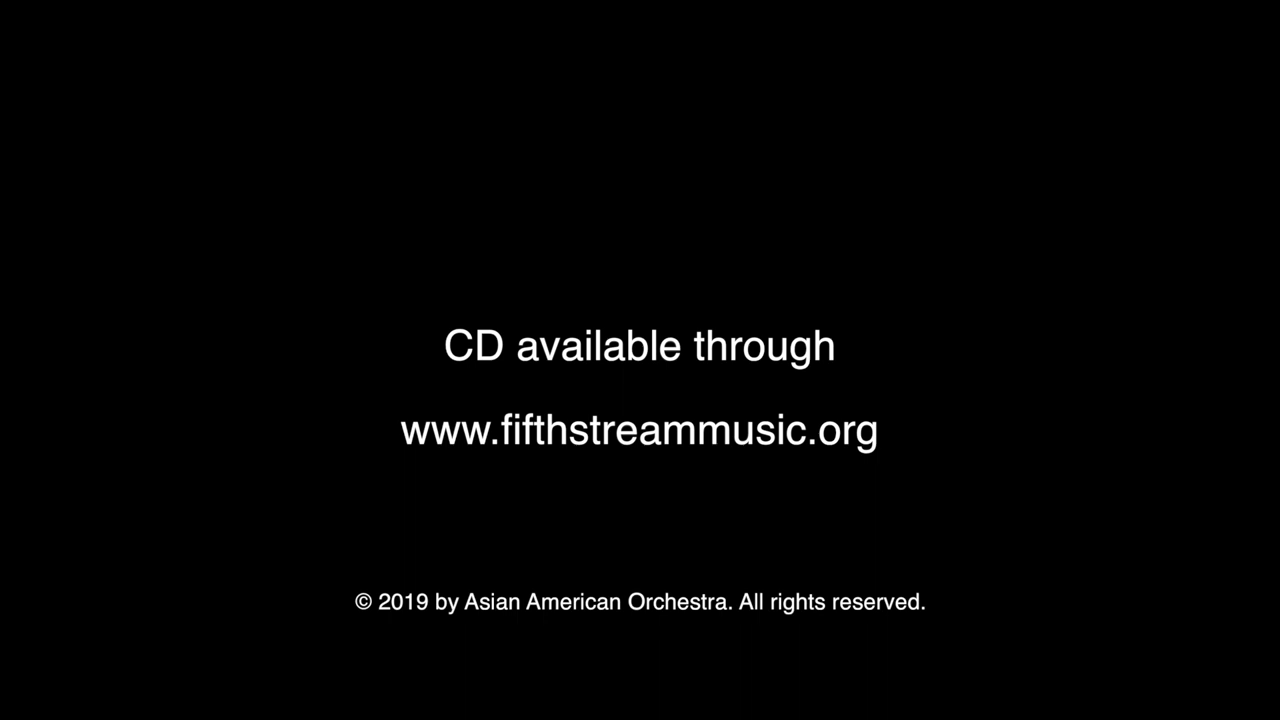 CD available through
www.fifthstreammusic.org
© 2019 by Asian American Orchestra. All rights reserved.